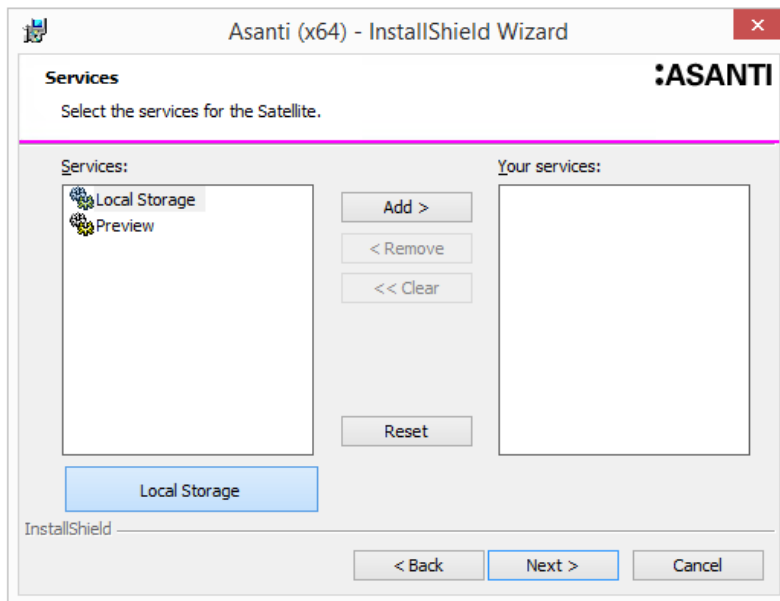 Asanti (x64) - InstallShield Wizard
Services
:ASANTI
Select the services for the Satellite.
Services:
Your services:
Local Storage
Preview
Add >
< Remove
<< Clear
Reset
Local Storage
InstallShield
< Back
Next >
Cancel